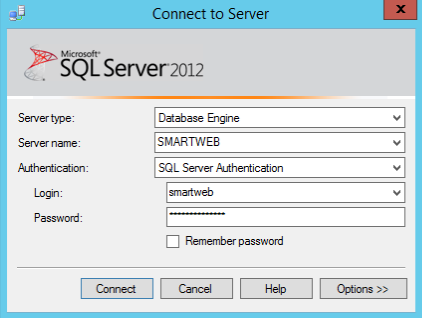 Connect to Server
x
Microsoft
SQL Server 2012
Server type: Database Engine
Server name: SMARTWEB
Authentication: SQL Server Authentication
Login: smartweb
Password: **************
Remember password
Connect Cancel Help Options >>